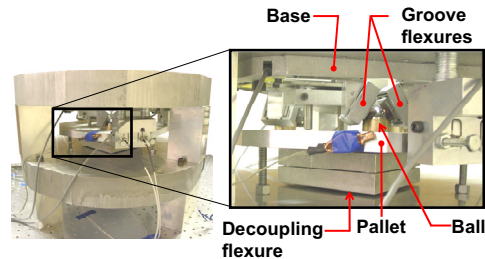 Base
Groove
flexures
Decoupling
flexure
Pallet
Ball